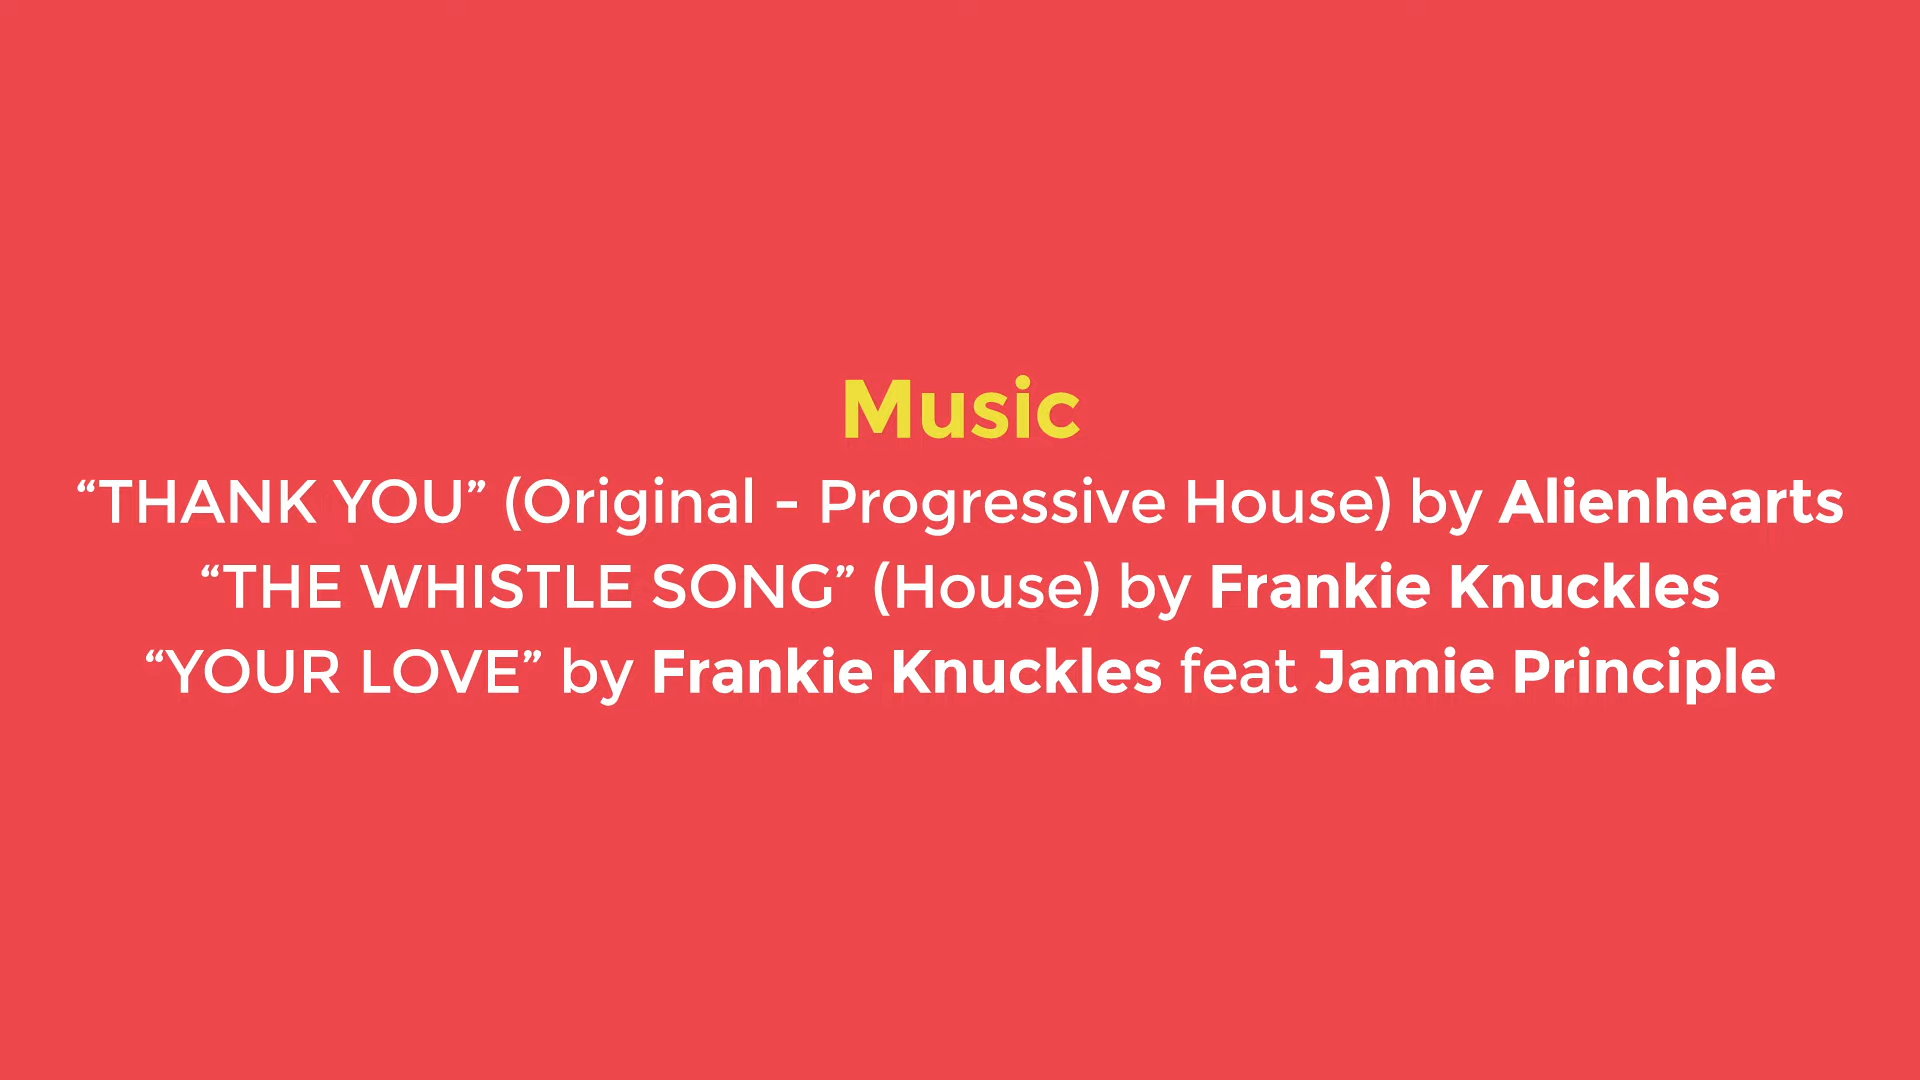 Music
“THANK YOU” (Original - Progressive House) by Alienhearts
“THE WHISTLE SONG” (House) by Frankie Knuckles
“YOUR LOVE” by Frankie Knuckles feat Jamie Principle